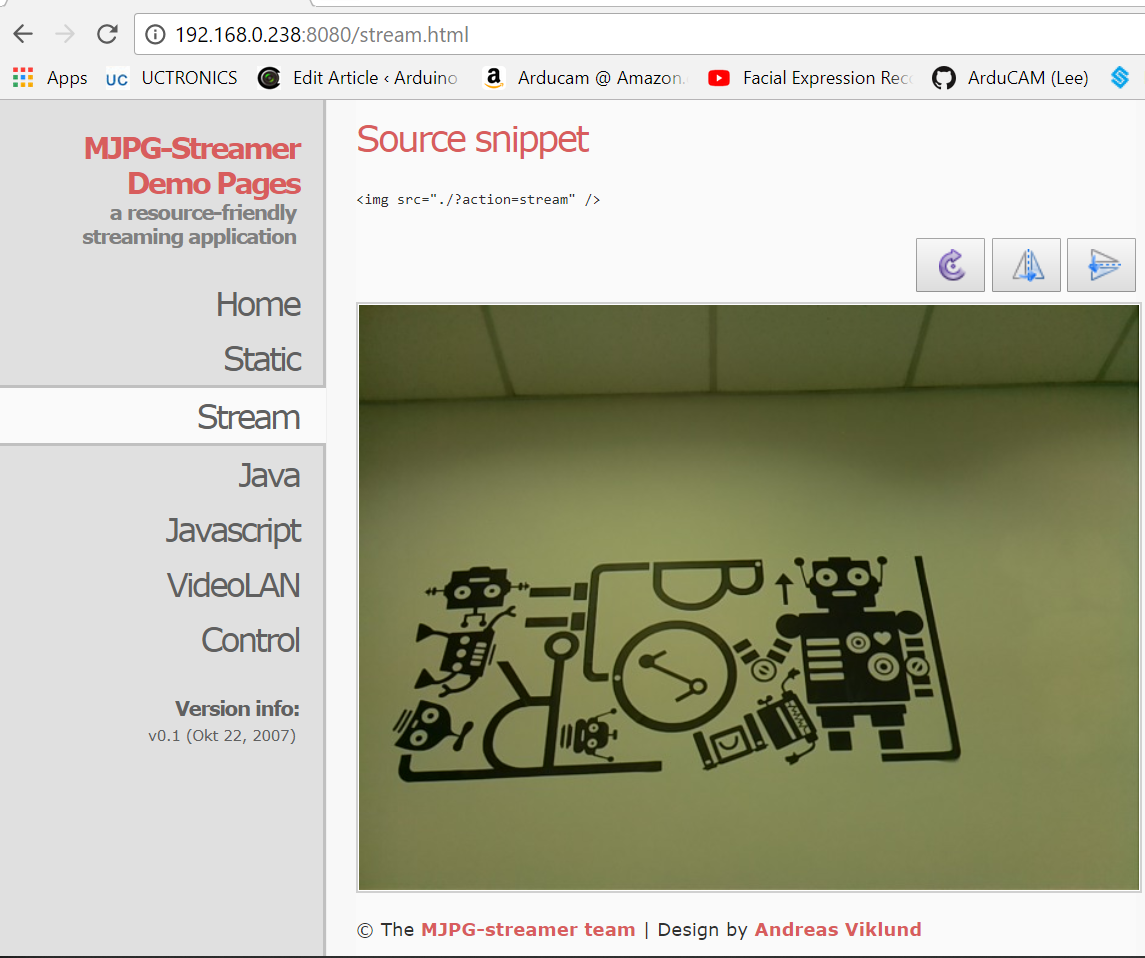 192.168.0.238:8080/stream.html
Apps
UC UCTRONICS
Edit Article ‹ Arduino
a Arducam @ Amazon.
Facial Expression Rec
ArduCAM (Lee)
MJPG-Streamer
Demo Pages
a resource-friendly
streaming application
Home
Static
Stream
Java
Javascript
VideoLAN
Control
Version info:
v0.1 (Okt 22, 2007)
Source snippet
<img src="./?action=stream" />
© The MJPG-streamer team | Design by Andreas Viklund